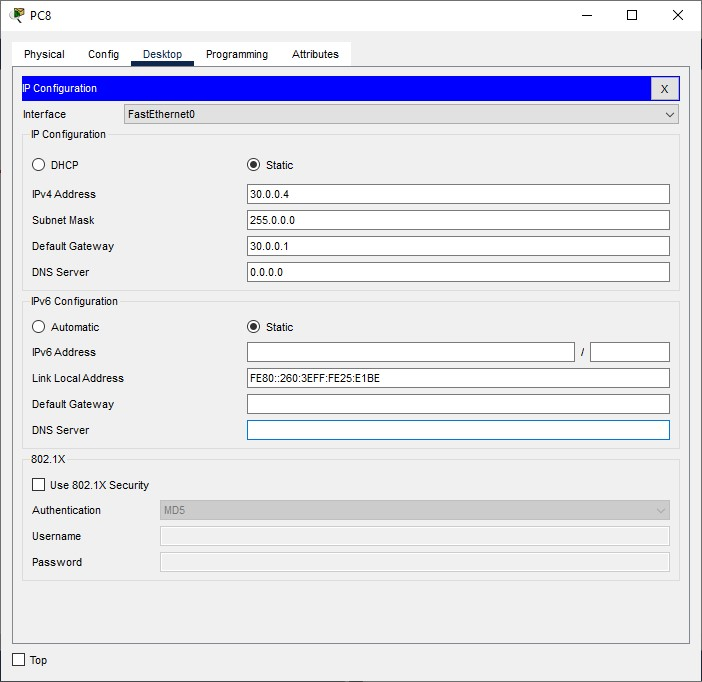 PC8
Physical Config Desktop Programming Attributes
IP Configuration X
Interface FastEthernet0
IP Configuration
DHCP Static
IPv4 Address 30.0.0.4
Subnet Mask 255.0.0.0
Default Gateway 30.0.0.1
DNS Server 0.0.0.0
IPv6 Configuration
Automatic Static
IPv6 Address /
Link Local Address FE80::260:3EFF:FE25:E1BE
Default Gateway
DNS Server
802.1X
Use 802.1X Security
Authentication MD5
Username
Password
Top